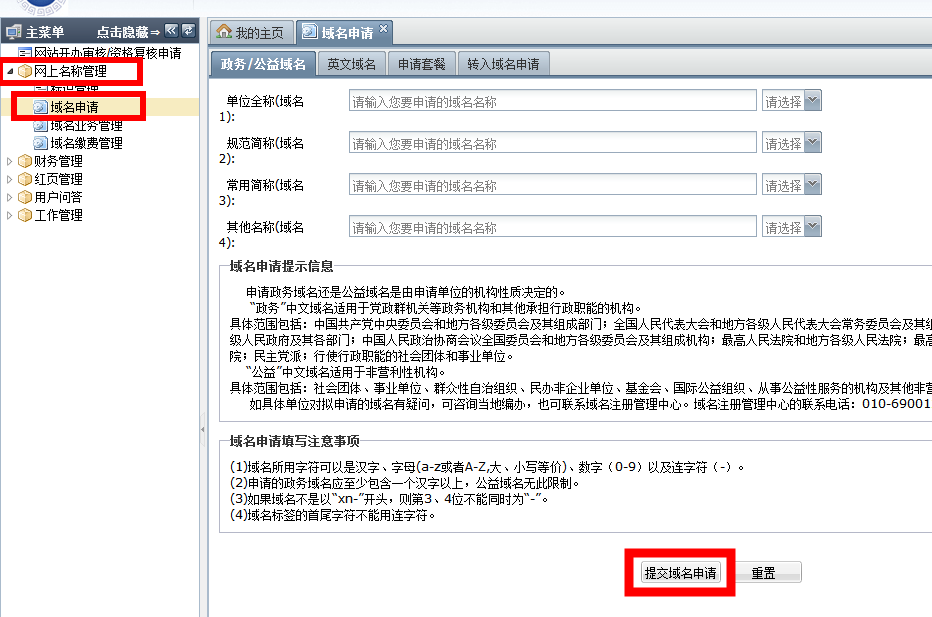 主菜单 点击隐藏⇒
网站开办审核/资格复核申请
网上名称管理
标识管理
域名申请
域名业务管理
域名缴费管理
财务管理
红页管理
用户问答
工作管理
我的主页 域名申请
政务/公益域名 英文域名 申请套餐 转入域名申请
单位全称(域名1): 请输入您要申请的域名名称 请选择
规范简称(域名2): 请输入您要申请的域名名称 请选择
常用简称(域名3): 请输入您要申请的域名名称 请选择
其他名称(域名4): 请输入您要申请的域名名称 请选择
域名申请提示信息
申请政务域名还是公益域名是由申请单位的机构性质决定的。
“政务”中文域名适用于党政群机关等政务机构和其他承担行政职能的机构。
具体范围包括：中国共产党中央委员会和地方各级委员会及其组成部门；全国人民代表大会和地方各级人民代表大会常务委员会及其组
级人民政府及其各部门；中国人民政治协商会议全国委员会和地方各级委员会及其组成机构；最高人民法院和地方各级人民法院；最高
院；民主党派；行使行政职能的社会团体和事业单位。
“公益”中文域名适用于非营利性机构。
具体范围包括：社会团体、事业单位、群众性自治组织、民办非企业单位、基金会、国际公益组织、从事公益性服务的机构及其他非营
如具体单位对拟申请的域名有疑问，可咨询当地编办，也可联系域名注册管理中心。域名注册管理中心的联系电话：010-69001
域名申请填写注意事项
(1)域名所用字符可以是汉字、字母(a-z或者A-Z,大、小写等价)、数字（0-9）以及连字符（-）。
(2)申请的政务域名应至少包含一个汉字以上，公益域名无此限制。
(3)如果域名不是以“xn-”开头，则第3、4位不能同时为“-”。
(4)域名标签的首尾字符不能用连字符。
提交域名申请 重置